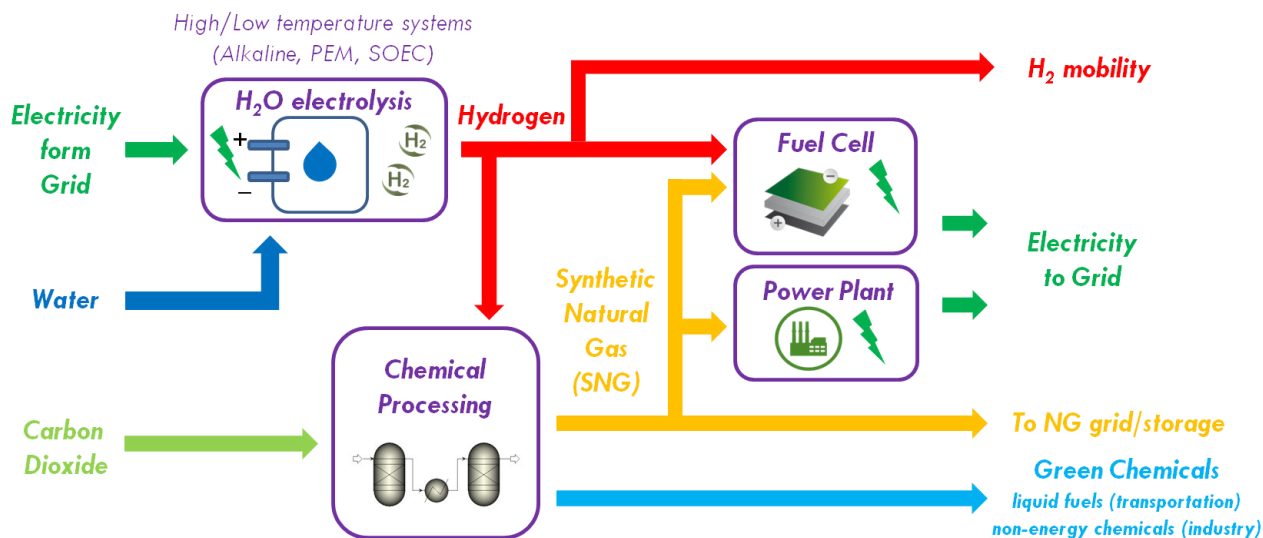 High/Low temperature systems
(Alkaline, PEM, SOEC)
H₂O electrolysis
Electricity
form
Grid
+
−
H₂
H₂
Hydrogen
H₂ mobility
Fuel Cell
−
+
Electricity
to Grid
Water
Synthetic
Natural
Gas
(SNG)
Power Plant
Chemical
Processing
Carbon
Dioxide
To NG grid/storage
Green Chemicals
liquid fuels (transportation)
non-energy chemicals (industry)